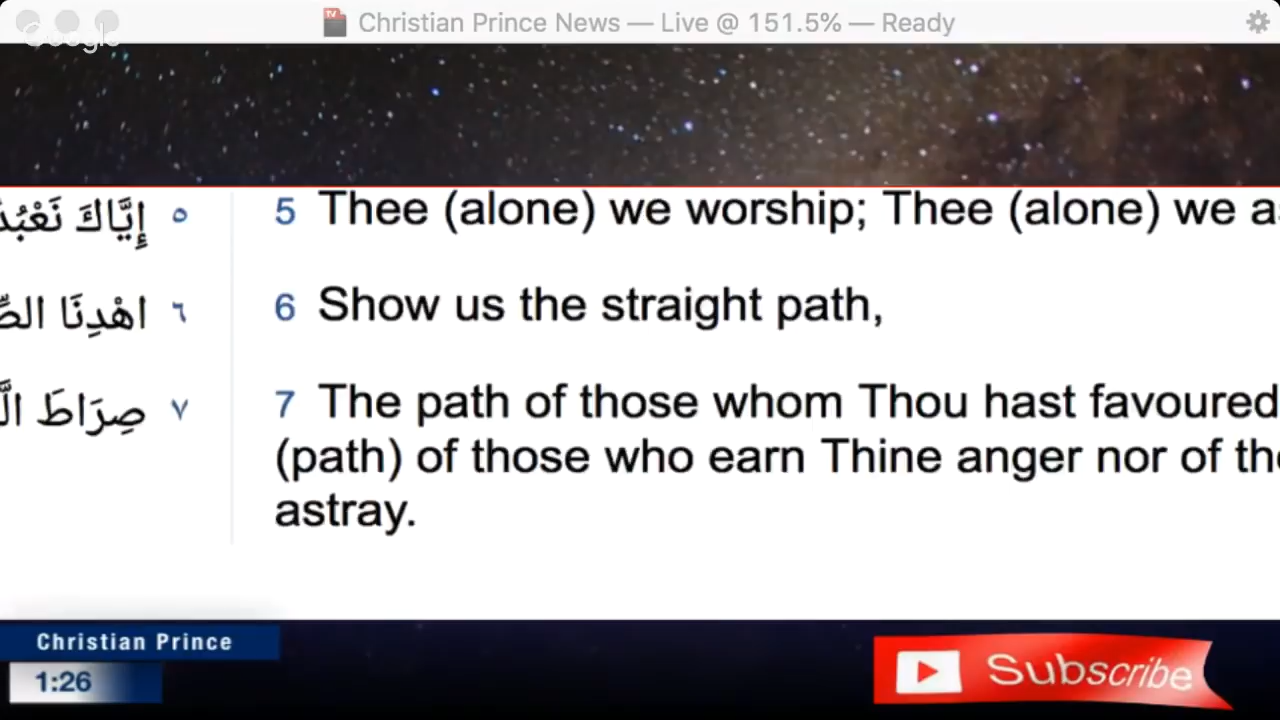 Christian Prince News — Live @ 151.5% — Ready
Google
إِيَّاكَ ٥
5 Thee (alone) we worship; Thee (alone) we
اهْدِنَا ٦
6 Show us the straight path,
صِرَاطَ ٧
7 The path of those whom Thou hast favoured
(path) of those who earn Thine anger nor of
astray.
Christian Prince
1:26
Subscribe